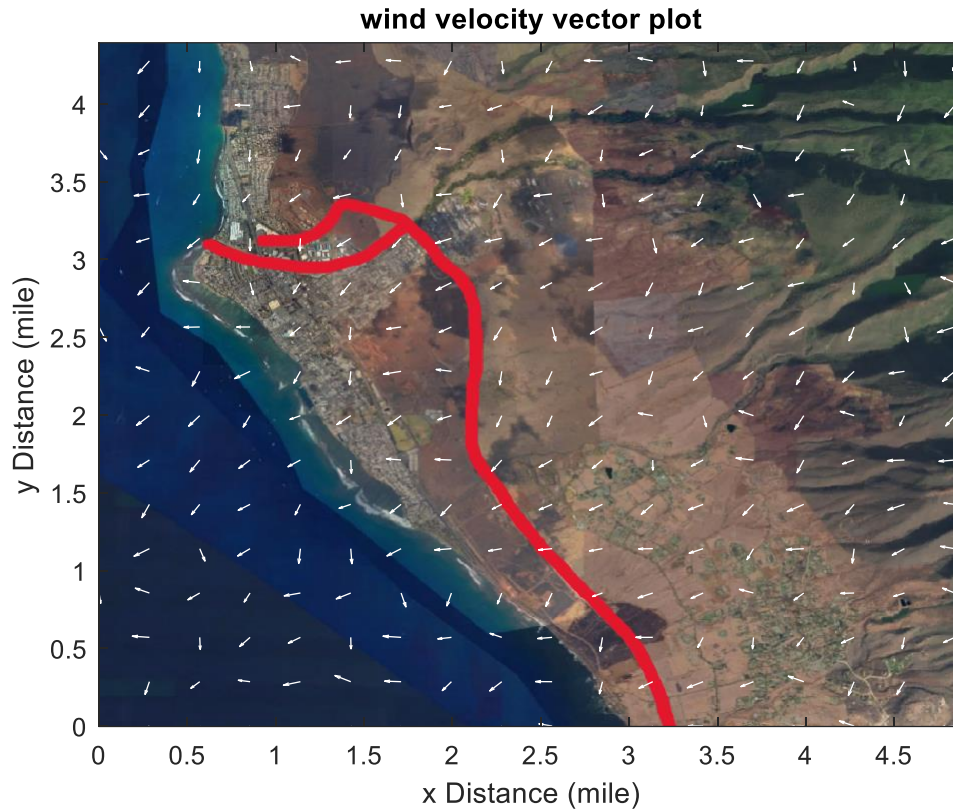 wind velocity vector plot
4
3.5
3
2.5
2
1.5
1
0.5
0
y Distance (mile)
0 0.5 1 1.5 2 2.5 3 3.5 4 4.5
x Distance (mile)